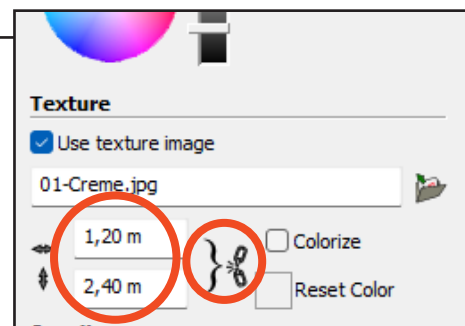 Texture
Use texture image
01-Creme.jpg
1,20 m
Colorize
2,40 m
Reset Color